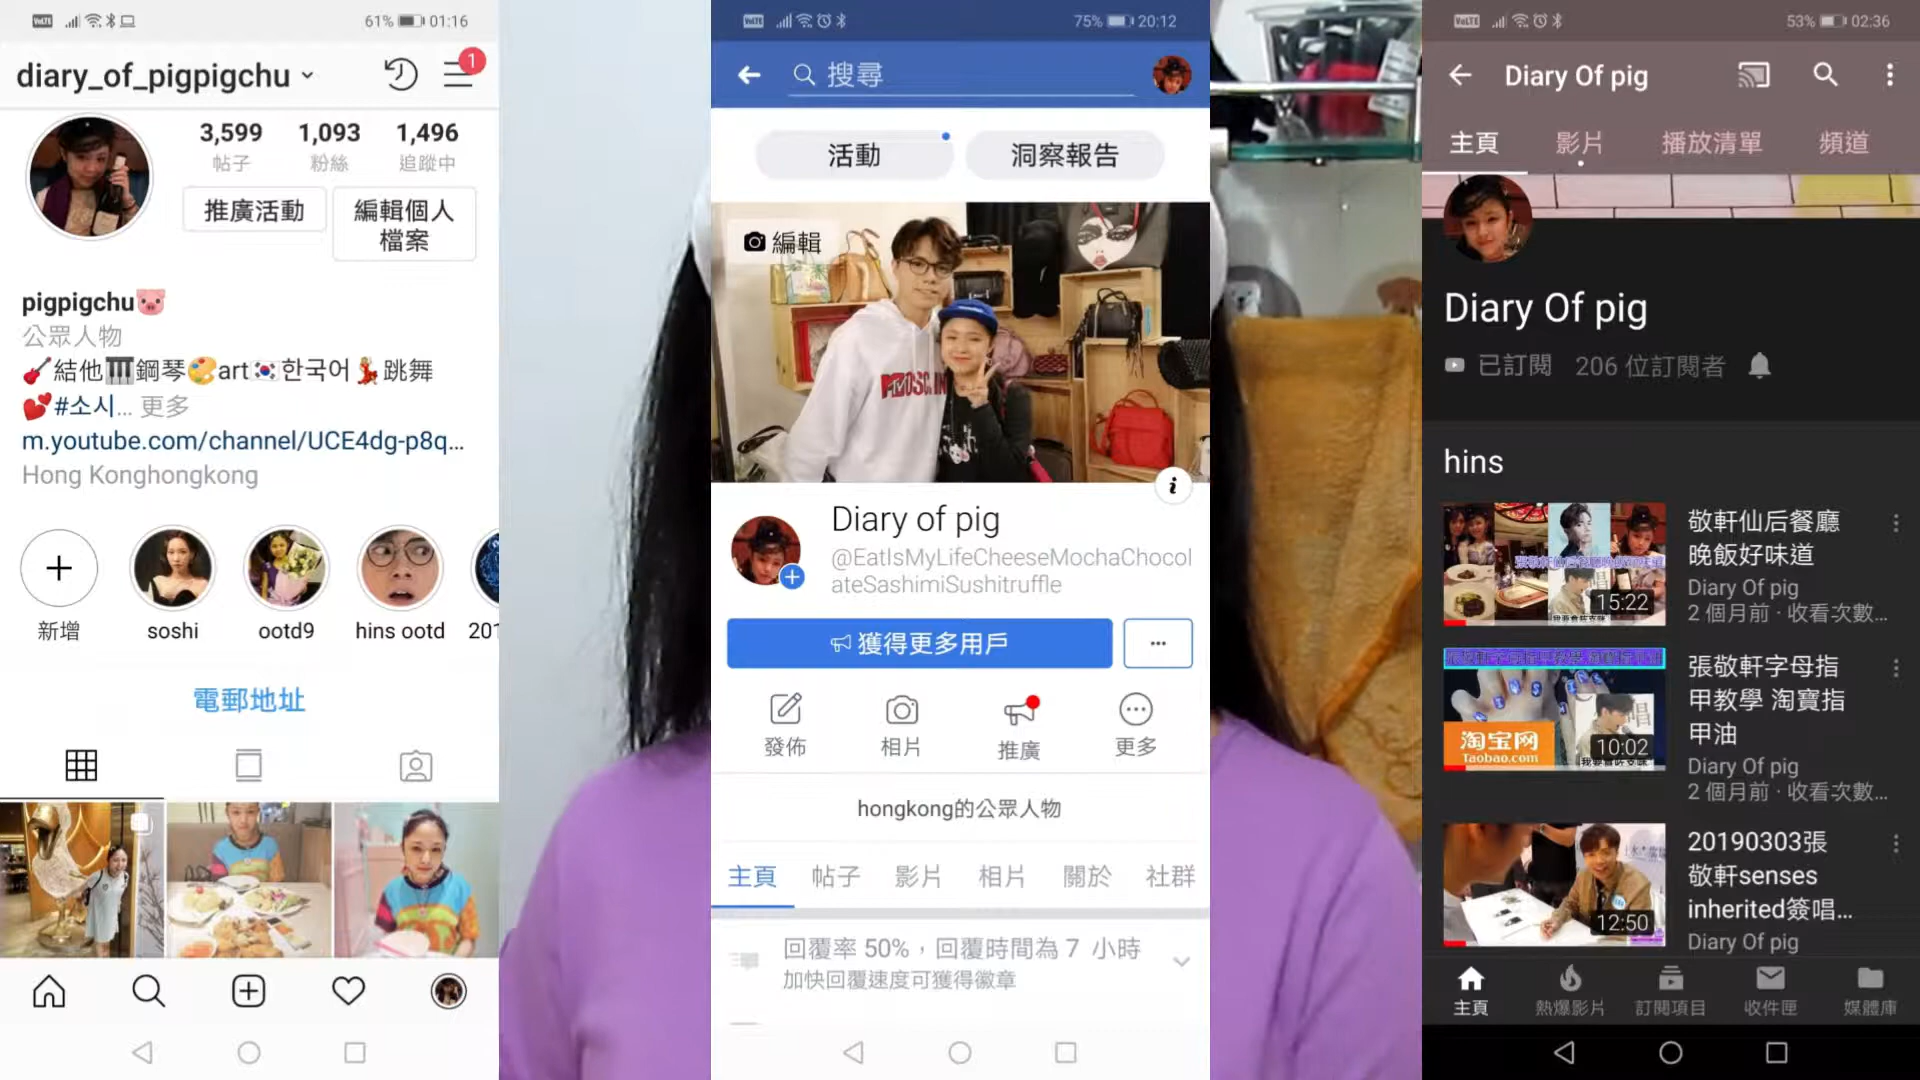 61% 01:16
diary_of_pigpigchu
1
3,599
1,093
1,496
帖子
粉絲
追蹤中
推廣活動
編輯個人
檔案
pigpigchu
公眾人物
結他鋼琴art한국어跳舞
#소시... 更多
m.youtube.com/channel/UCE4dg-p8q...
Hong Konghongkong
新增
soshi
ootd9
hins ootd
201
電郵地址
75% 20:12
搜尋
活動
洞察報告
編輯
MOSCHIN
Diary of pig
@EatIsMyLifeCheeseMochaChocol
ateSashimiSushitruffle
獲得更多用戶
發佈
相片
推廣
更多
hongkong的公眾人物
主頁
帖子
影片
相片
關於
社群
回覆率 50%，回覆時間為 7 小時
加快回覆速度可獲得徽章
53% 02:36
Diary Of pig
主頁
影片
播放清單
頻道
Diary Of pig
已訂閱 206 位訂閱者
hins
15:22
敬軒仙后餐廳
晚飯好味道
Diary Of pig
2 個月前 · 收看次數...
淘宝网
Taobao.com
10:02
張敬軒字母指
甲教學 淘寶指
甲油
Diary Of pig
2 個月前 · 收看次數...
12:50
20190303張
敬軒senses
inherited簽唱...
Diary Of pig
主頁
熱爆影片
訂閱項目
收件匣
媒體庫